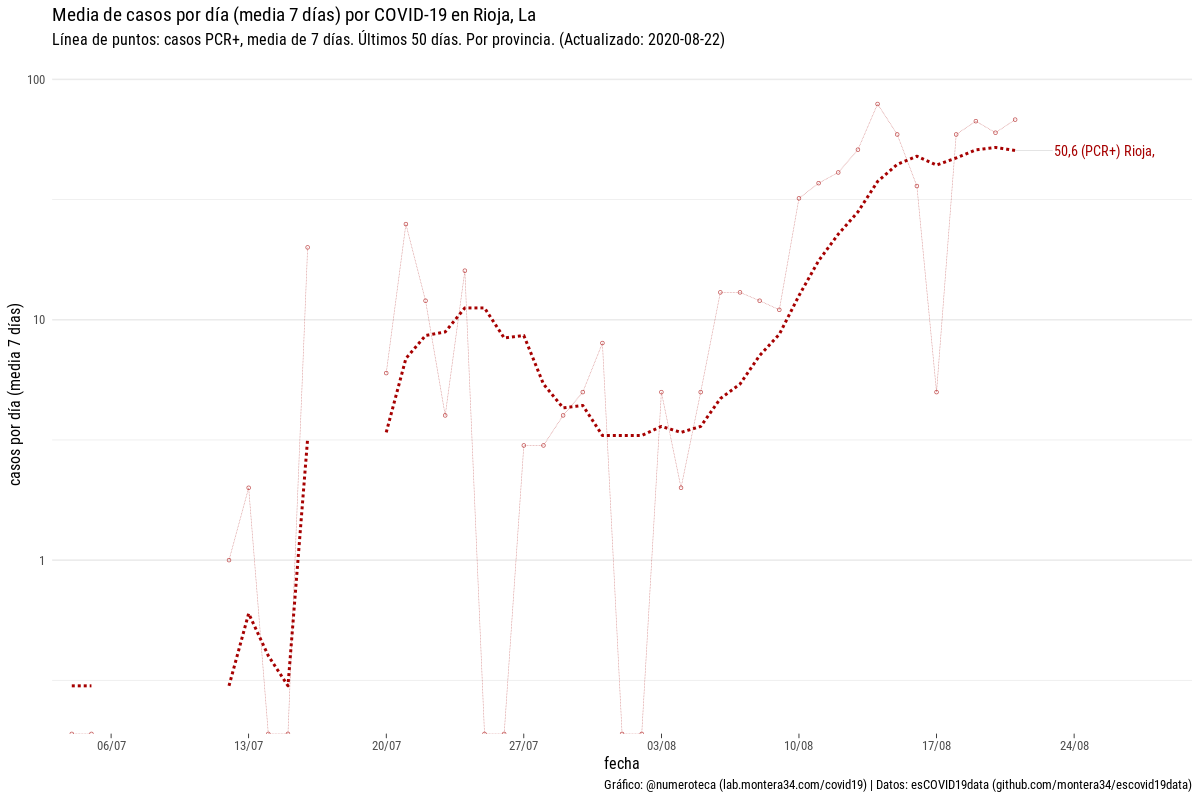 Media de casos por día (media 7 días) por COVID-19 en Rioja, La
Línea de puntos: casos PCR+, media de 7 días. Últimos 50 días. Por provincia. (Actualizado: 2020-08-22)
casos por día (media 7 días)
100
10
1
50,6 (PCR+) Rioja,
06/07 13/07 20/07 27/07 03/08 10/08 17/08 24/08
fecha
Gráfico: @numeroteca (lab.montera34.com/covid19) | Datos: esCOVID19data (github.com/montera34/escovid19data)